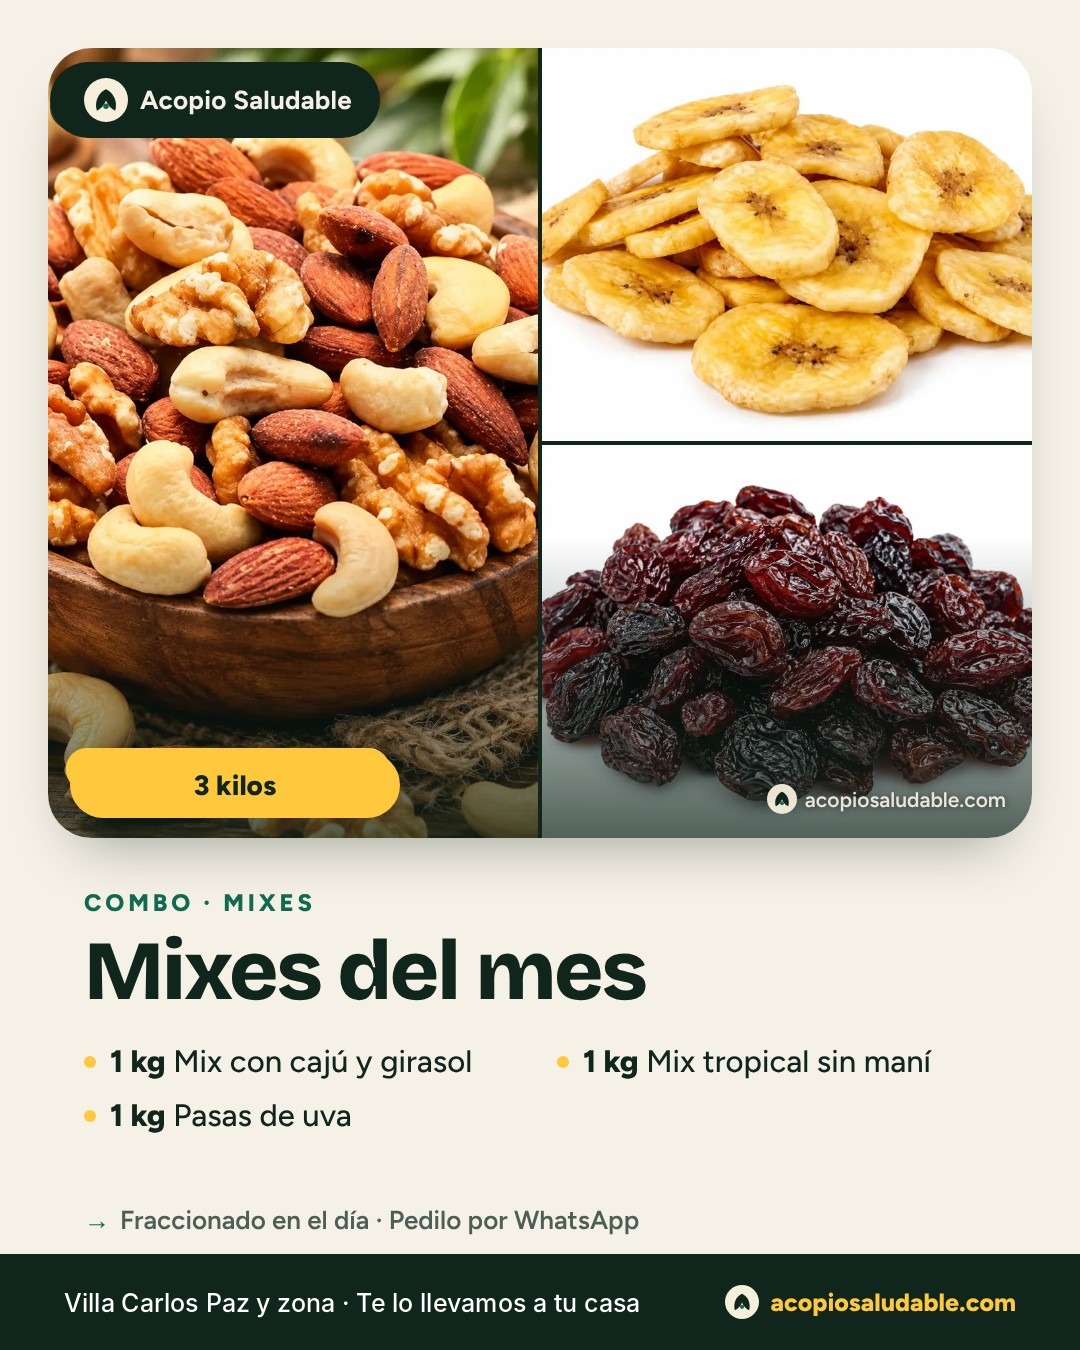 Acopio Saludable
3 kilos
acopiosaludable.com
COMBO · MIXES
Mixes del mes
1 kg Mix con cajú y girasol
1 kg Mix tropical sin maní
1 kg Pasas de uva
→ Fraccionado en el día · Pedilo por WhatsApp
Villa Carlos Paz y zona · Te lo llevamos a tu casa
acopiosaludable.com